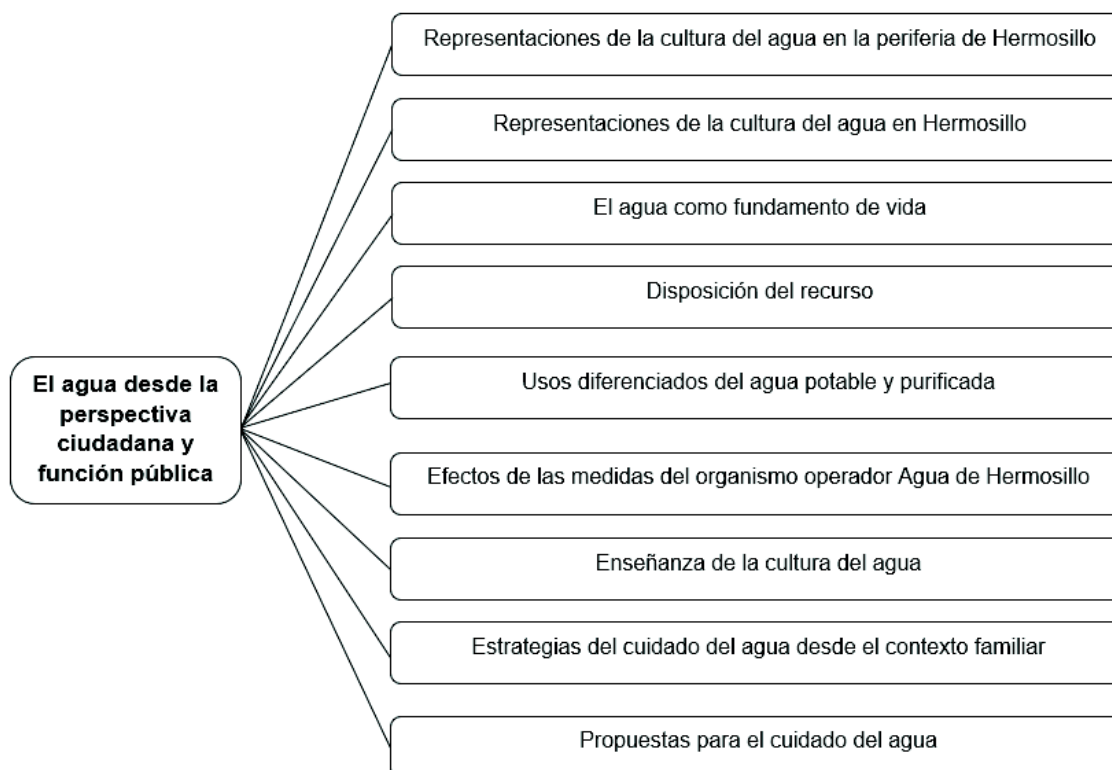 Representaciones de la cultura del agua en la periferia de Hermosillo
Representaciones de la cultura del agua en Hermosillo
El agua como fundamento de vida
Disposición del recurso
El agua desde la
perspectiva
ciudadana y
función pública
Usos diferenciados del agua potable y purificada
Efectos de las medidas del organismo operador Agua de Hermosillo
Enseñanza de la cultura del agua
Estrategias del cuidado del agua desde el contexto familiar
Propuestas para el cuidado del agua